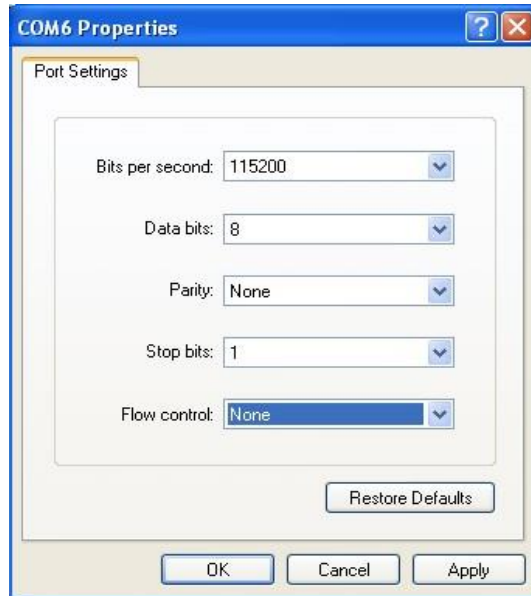 COM6 Properties
Port Settings
Bits per second: 115200
Data bits: 8
Parity: None
Stop bits: 1
Flow control: None
Restore Defaults
OK Cancel Apply